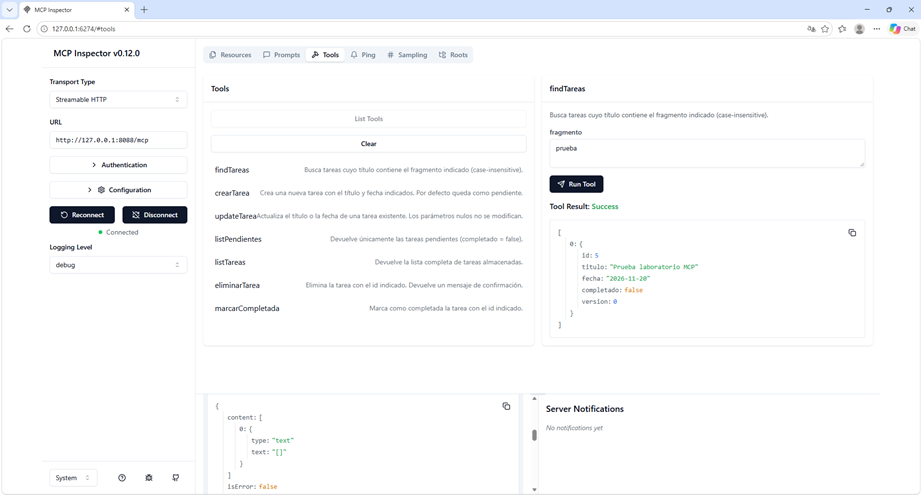 MCP Inspector
127.0.0.1:6274/#tools
Chat
MCP Inspector v0.12.0
Transport Type
Streamable HTTP
URL
http://127.0.0.1:8088/mcp
Authentication
Configuration
Reconnect
Disconnect
Connected
Logging Level
debug
System
Resources
Prompts
Tools
Ping
Sampling
Roots
Tools
List Tools
Clear
findTareas Busca tareas cuyo título contiene el fragmento indicado (case-insensitive).
crearTarea Crea una nueva tarea con el título y fecha indicados. Por defecto queda como pendiente.
updateTarea Actualiza el título o la fecha de una tarea existente. Los parámetros nulos no se modifican.
listPendientes Devuelve únicamente las tareas pendientes (completado = false).
listTareas Devuelve la lista completa de tareas almacenadas.
eliminarTarea Elimina la tarea con el id indicado. Devuelve un mensaje de confirmación.
marcarCompletada Marca como completada la tarea con el id indicado.
findTareas
Busca tareas cuyo título contiene el fragmento indicado (case-insensitive).
fragmento
prueba
Run Tool
Tool Result: Success
[
0: {
id: 5
titulo: "Prueba laboratorio MCP"
fecha: "2026-11-20"
completado: false
version: 0
}
]
{
content: [
0: {
type: "text"
text: "[]"
}
]
isError: false
Server Notifications
No notifications yet